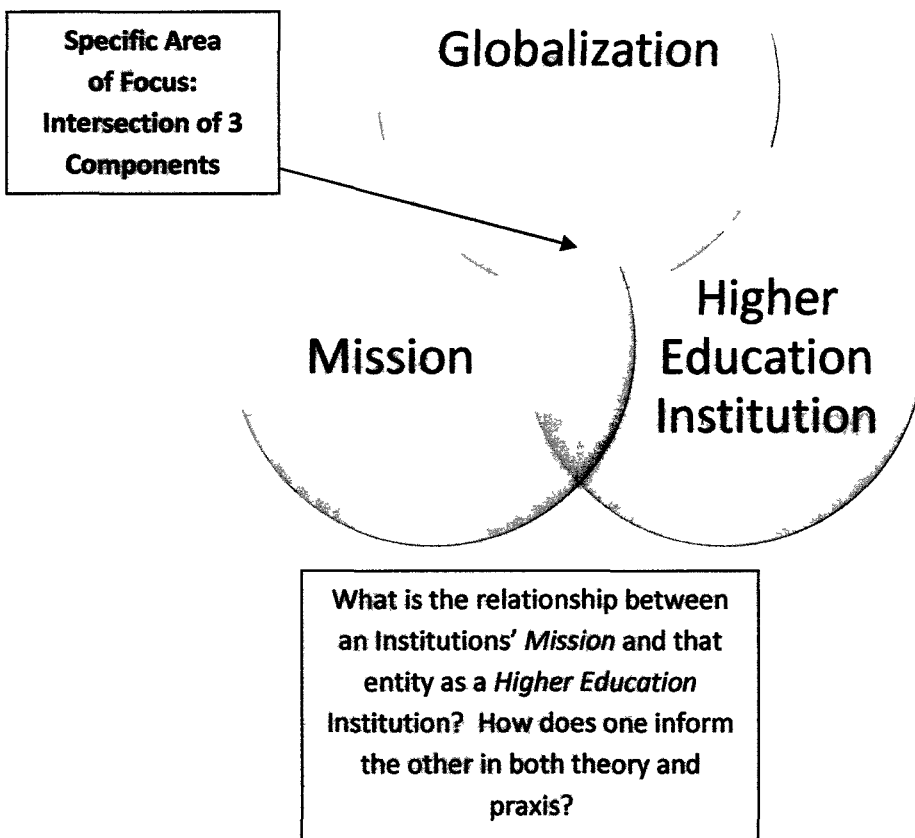 Specific Area
of Focus:
Intersection of 3
Components
Globalization
Mission
Higher
Education
Institution
What is the relationship between
an Institutions' Mission and that
entity as a Higher Education
Institution? How does one inform
the other in both theory and
praxis?